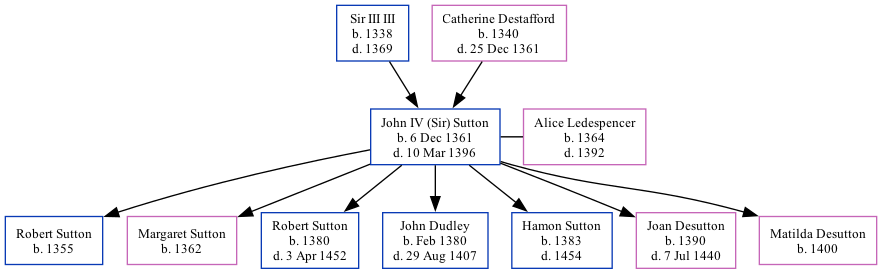 Sir III III
b. 1338
d. 1369
Catherine Destafford
b. 1340
d. 25 Dec 1361
John IV (Sir) Sutton
b. 6 Dec 1361
d. 10 Mar 1396
Alice Ledespencer
b. 1364
d. 1392
Robert Sutton
b. 1355
Margaret Sutton
b. 1362
Robert Sutton
b. 1380
d. 3 Apr 1452
John Dudley
b. Feb 1380
d. 29 Aug 1407
Hamon Sutton
b. 1383
d. 1454
Joan Desutton
b. 1390
d. 7 Jul 1440
Matilda Desutton
b. 1400